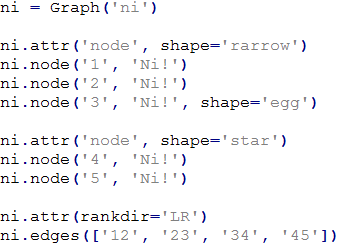 ni = Graph('ni')
ni.attr('node', shape='rarrow')
ni.node('1', 'Ni!')
ni.node('2', 'Ni!')
ni.node('3', 'Ni!', shape='egg')
ni.attr('node', shape='star')
ni.node('4', 'Ni!')
ni.node('5', 'Ni!')
ni.attr(rankdir='LR')
ni.edges(['12', '23', '34', '45'])